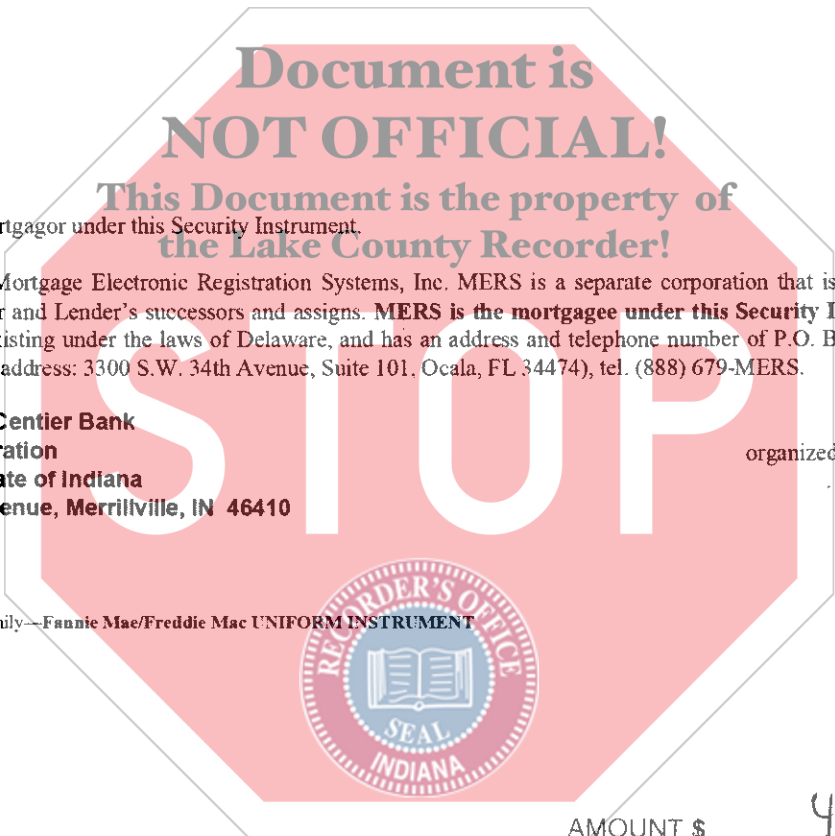 Document is
NOT OFFICIAL!
This Document is the property of
rtgagor under this Security Instrument.
the Lake County Recorder!
Mortgage Electronic Registration Systems, Inc. MERS is a separate corporation that is
r and Lender's successors and assigns. MERS is the mortgagee under this Security I
isting under the laws of Delaware, and has an address and telephone number of P.O. B
address: 3300 S.W. 34th Avenue, Suite 101, Ocala, FL 34474), tel. (888) 679-MERS.
STOP
Centier Bank
ration
organized
ate of Indiana
enue, Merrillville, IN 46410
ily—Fannie Mae/Freddie Mac UNIFORM INSTRUMENT
RECORDER'S OFFICE
SEAL
INDIANA
AMOUNT $ 4